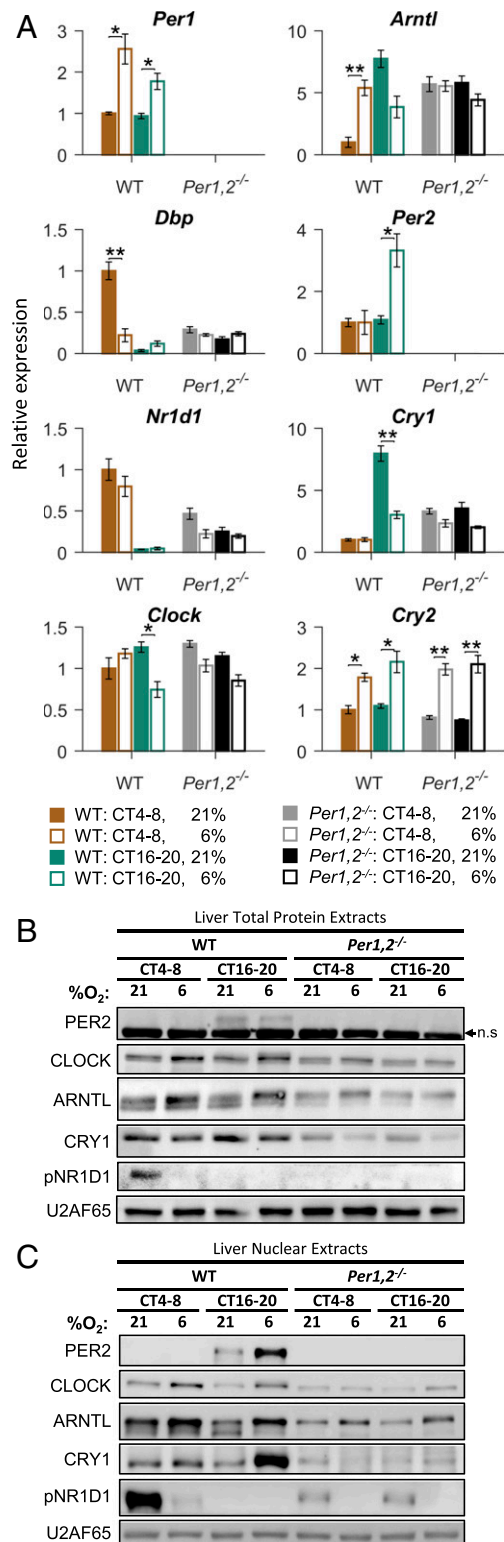 A
Per1
Arntl
3
2
1
0
*
*
WT
Per1,2-/-
10
5
0
**
WT
Per1,2-/-
Dbp
Per2
1.5
1
0.5
0
**
WT
Per1,2-/-
4
2
0
*
WT
Per1,2-/-
Relative expression
Nr1d1
Cry1
1.5
1
0.5
0
WT
Per1,2-/-
10
5
0
**
WT
Per1,2-/-
Clock
Cry2
1.5
1
0.5
0
*
WT
Per1,2-/-
3
2
1
0
*
*
**
**
WT
Per1,2-/-
WT: CT4-8, 21%
WT: CT4-8, 6%
WT: CT16-20, 21%
WT: CT16-20, 6%
Per1,2-/-: CT4-8, 21%
Per1,2-/-: CT4-8, 6%
Per1,2-/-: CT16-20, 21%
Per1,2-/-: CT16-20, 6%
B
Liver Total Protein Extracts
WT Per1,2-/-
CT4-8 CT16-20 CT4-8 CT16-20
%O₂: 21 6 21 6 21 6 21 6
PER2
n.s
CLOCK
ARNTL
CRY1
pNR1D1
U2AF65
C
Liver Nuclear Extracts
WT Per1,2-/-
CT4-8 CT16-20 CT4-8 CT16-20
%O₂: 21 6 21 6 21 6 21 6
PER2
CLOCK
ARNTL
CRY1
pNR1D1
U2AF65